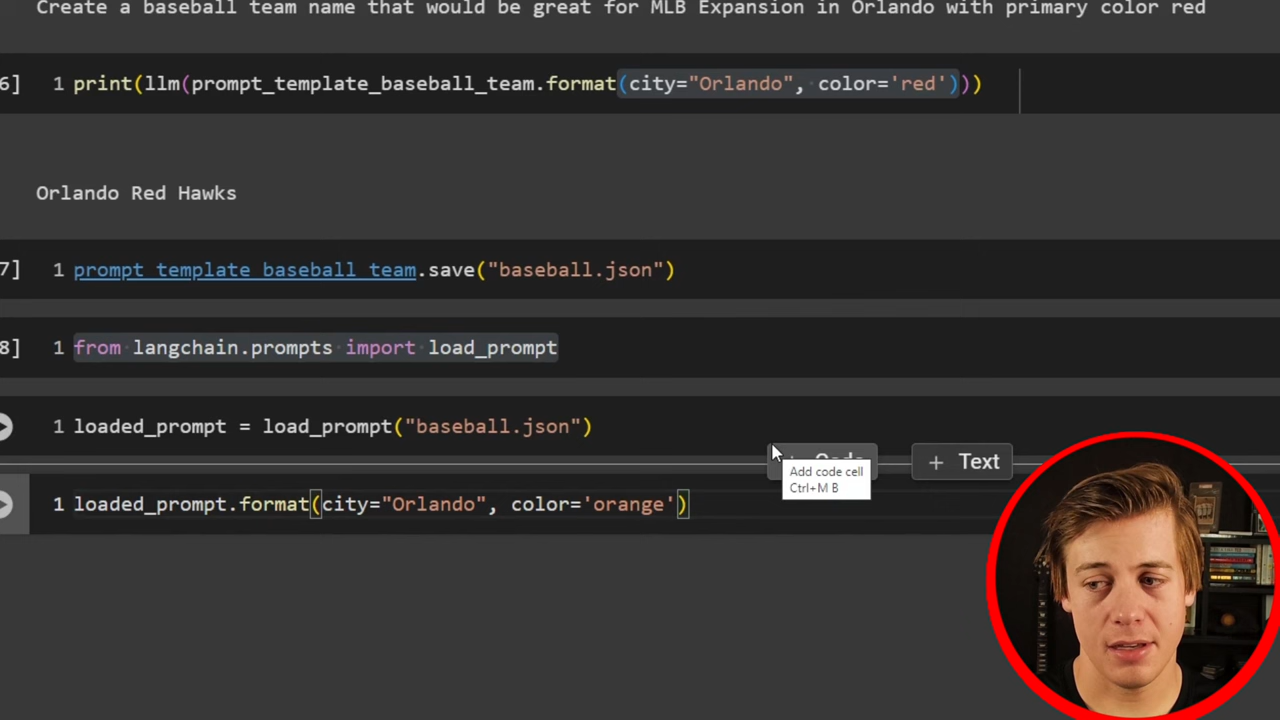 Create a baseball team name that would be great for MLB Expansion in Orlando with primary color red
6] 1 print(llm(prompt_template_baseball_team.format(city="Orlando", color='red')))
Orlando Red Hawks
7] 1 prompt_template_baseball_team.save("baseball.json")
8] 1 from langchain.prompts import load_prompt
1 loaded_prompt = load_prompt("baseball.json")
+ Code + Text
Add code cell
Ctrl+M B
1 loaded_prompt.format(city="Orlando", color='orange')